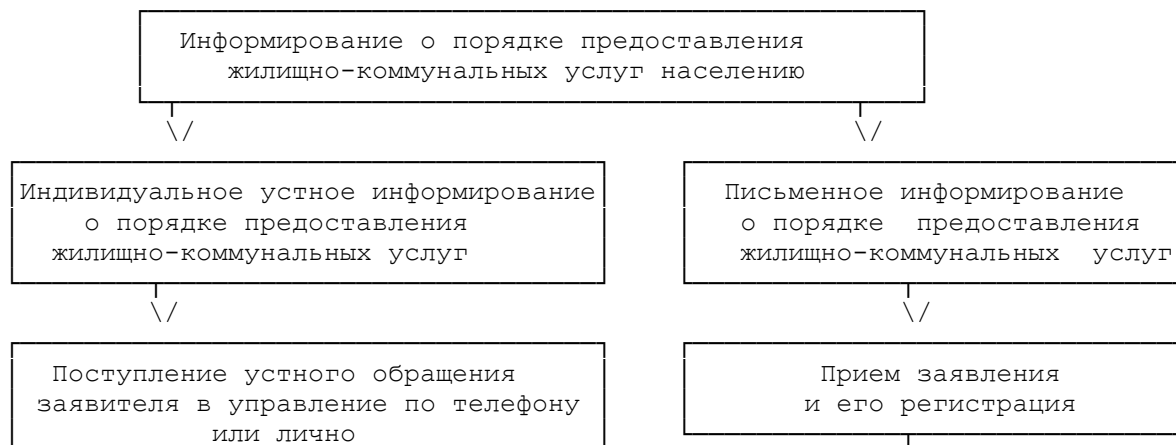 Информирование о порядке предоставления
жилищно-коммунальных услуг населению
Индивидуальное устное информирование
о порядке предоставления
жилищно-коммунальных услуг
Письменное информирование
о порядке предоставления
жилищно-коммунальных услуг
Поступление устного обращения
заявителя в управление по телефону
или лично
Прием заявления
и его регистрация